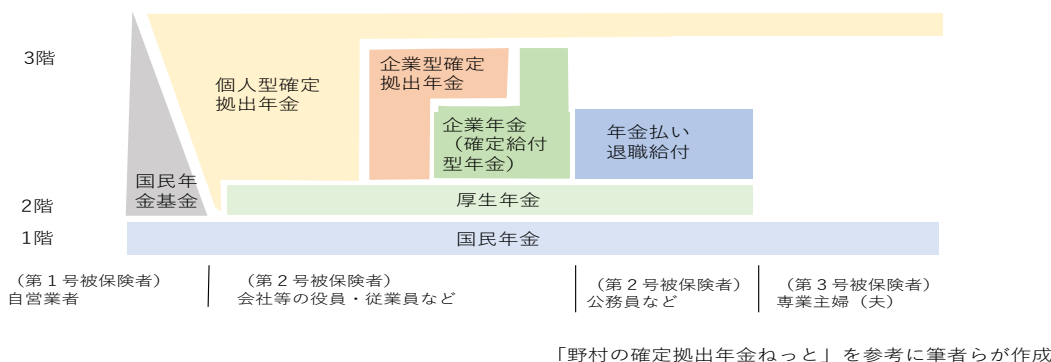 3階
個人型確定
拠出年金
企業型確定
拠出年金
企業年金
（確定給付
型年金）
年金払い
退職給付
国民年
金基金
2階
厚生年金
1階
国民年金
（第１号被保険者）
自営業者
（第２号被保険者）
会社等の役員・従業員など
（第２号被保険者）
公務員など
（第３号被保険者）
専業主婦（夫）
「野村の確定拠出年金ねっと」を参考に筆者らが作成